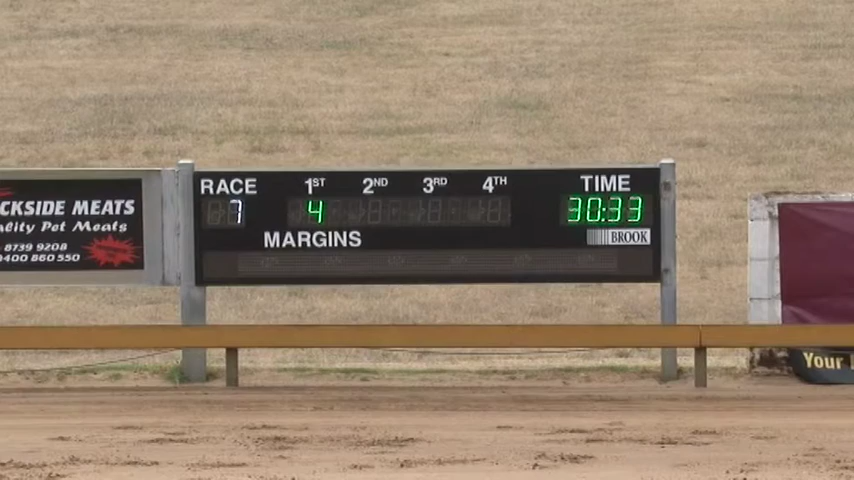 CKSIDE MEATS
ality Pet Meats
8739 9208
0400 860 550
RACE 1ST 2ND 3RD 4TH TIME
7 4 30:33
MARGINS
BROOK
Your